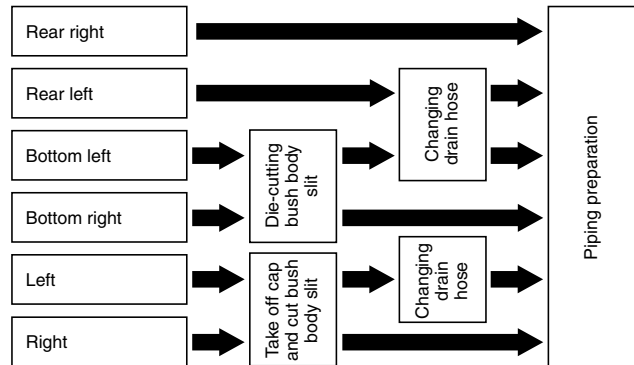 Rear right
Rear left
Bottom left
Bottom right
Left
Right
Die-cutting
bush body
slit
Take off cap
and cut bush
body slit
Changing
drain hose
Changing
drain
hose
Piping preparation